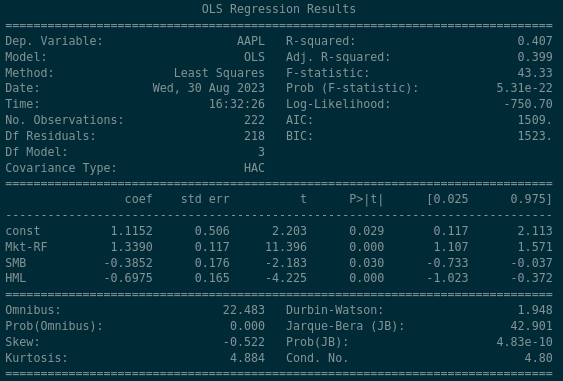 OLS Regression Results
==============================================================================
Dep. Variable:                   AAPL   R-squared:                       0.407
Model:                            OLS   Adj. R-squared:                  0.399
Method:                 Least Squares   F-statistic:                     43.33
Date:                Wed, 30 Aug 2023   Prob (F-statistic):           5.31e-22
Time:                        16:32:26   Log-Likelihood:                -750.70
No. Observations:                 222   AIC:                             1509.
Df Residuals:                     218   BIC:                             1523.
Df Model:                           3
Covariance Type:                  HAC
==============================================================================
                 coef    std err          t      P>|t|      [0.025      0.975]
------------------------------------------------------------------------------
const          1.1152      0.506      2.203      0.029       0.117       2.113
Mkt-RF         1.3390      0.117     11.396      0.000       1.107       1.571
SMB           -0.3852      0.176     -2.183      0.030      -0.733      -0.037
HML           -0.6975      0.165     -4.225      0.000      -1.023      -0.372
==============================================================================
Omnibus:                       22.483   Durbin-Watson:                   1.948
Prob(Omnibus):                  0.000   Jarque-Bera (JB):               42.901
Skew:                          -0.522   Prob(JB):                     4.83e-10
Kurtosis:                       4.884   Cond. No.                         4.80
==============================================================================